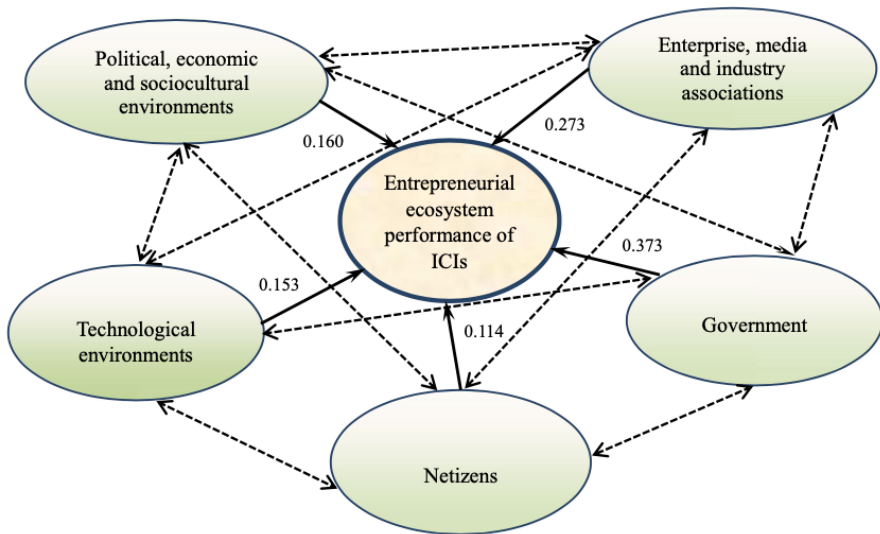 Political, economic
and sociocultural
environments
Enterprise, media
and industry
associations
0.160
0.273
Entrepreneurial
ecosystem
performance of
ICIs
0.373
0.153
Technological
environments
0.114
Government
Netizens